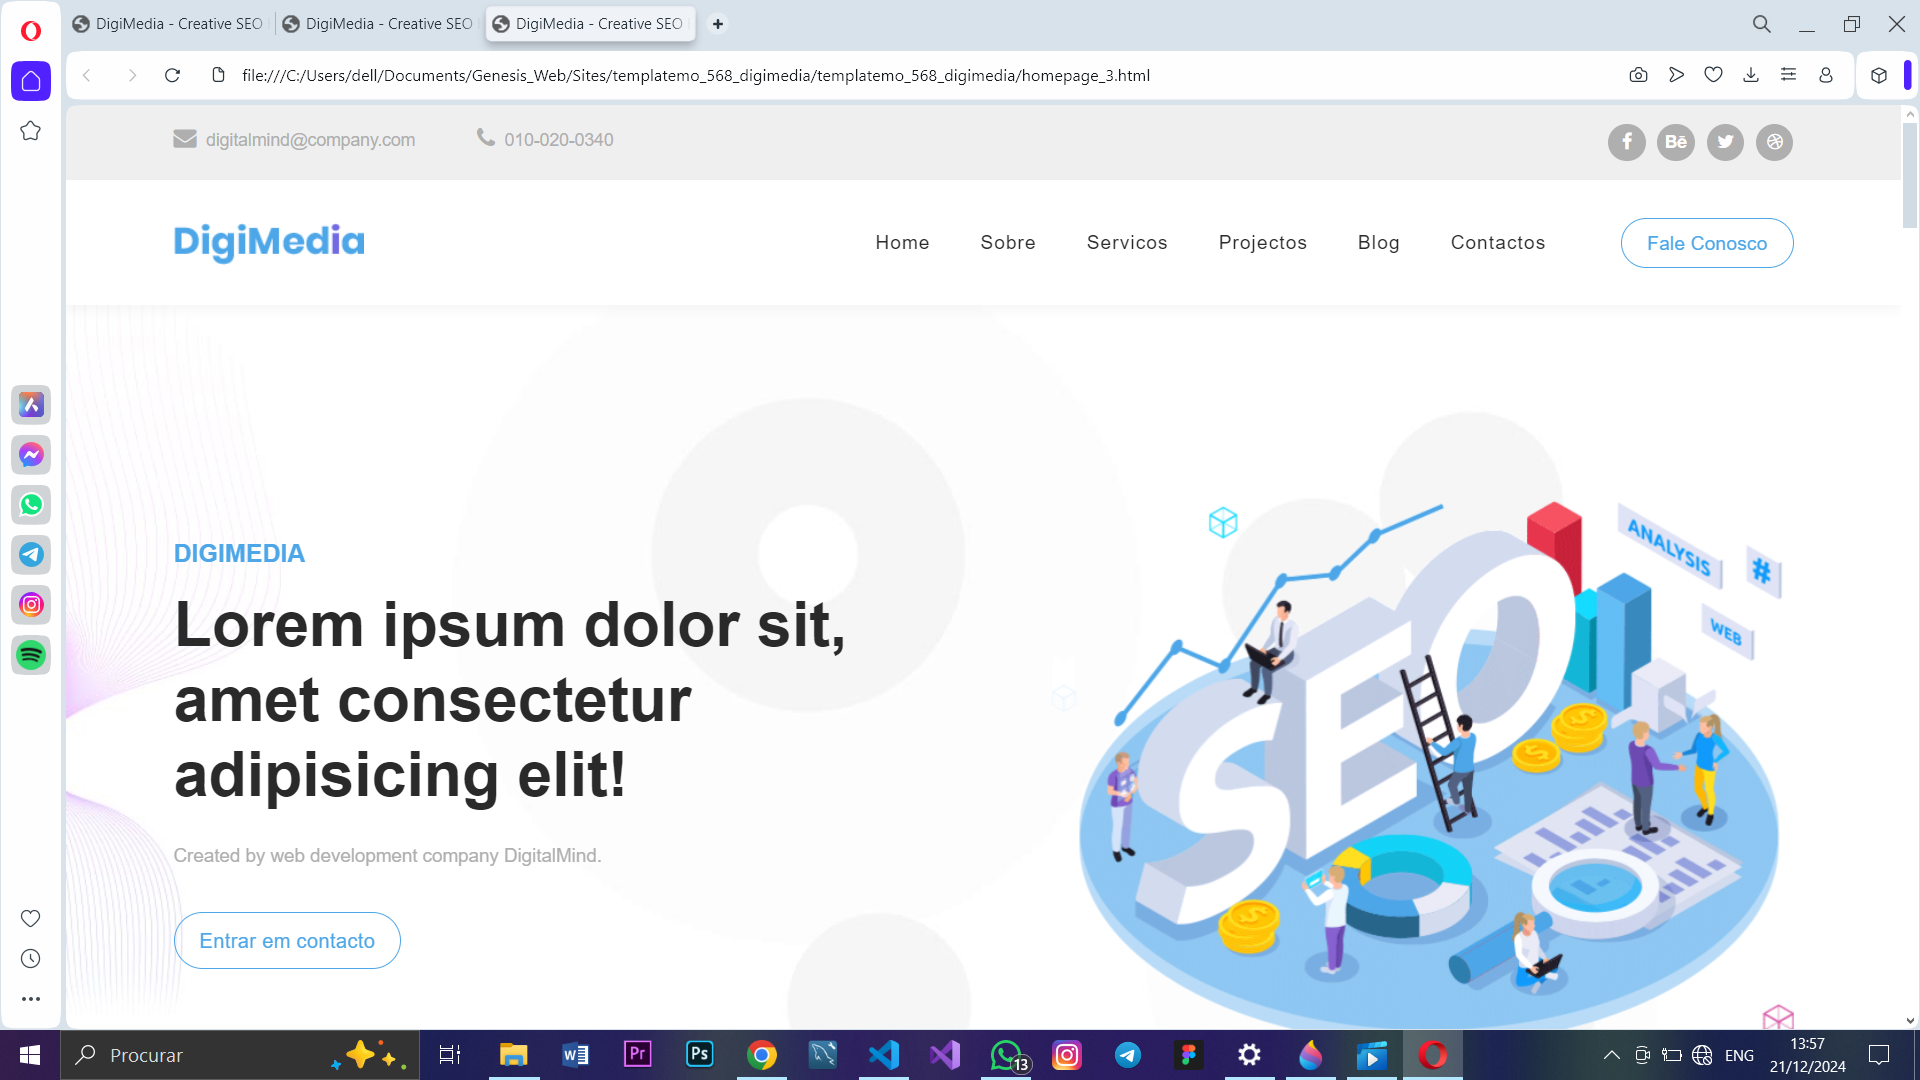 DigiMedia - Creative SEO
DigiMedia - Creative SEO
DigiMedia - Creative SEO
file:///C:/Users/dell/Documents/Genesis_Web/Sites/templatemo_568_digimedia/templatemo_568_digimedia/homepage_3.html
digitalmind@company.com
010-020-0340
Bē
DigiMedia
Home
Sobre
Servicos
Projectos
Blog
Contactos
Fale Conosco
DIGIMEDIA
Lorem ipsum dolor sit,
amet consectetur
adipisicing elit!
Created by web development company DigitalMind.
Entrar em contacto
SEO
ANALYSIS
#
WEB
Procurar
Pr
Ps
13
ENG
13:57
21/12/2024